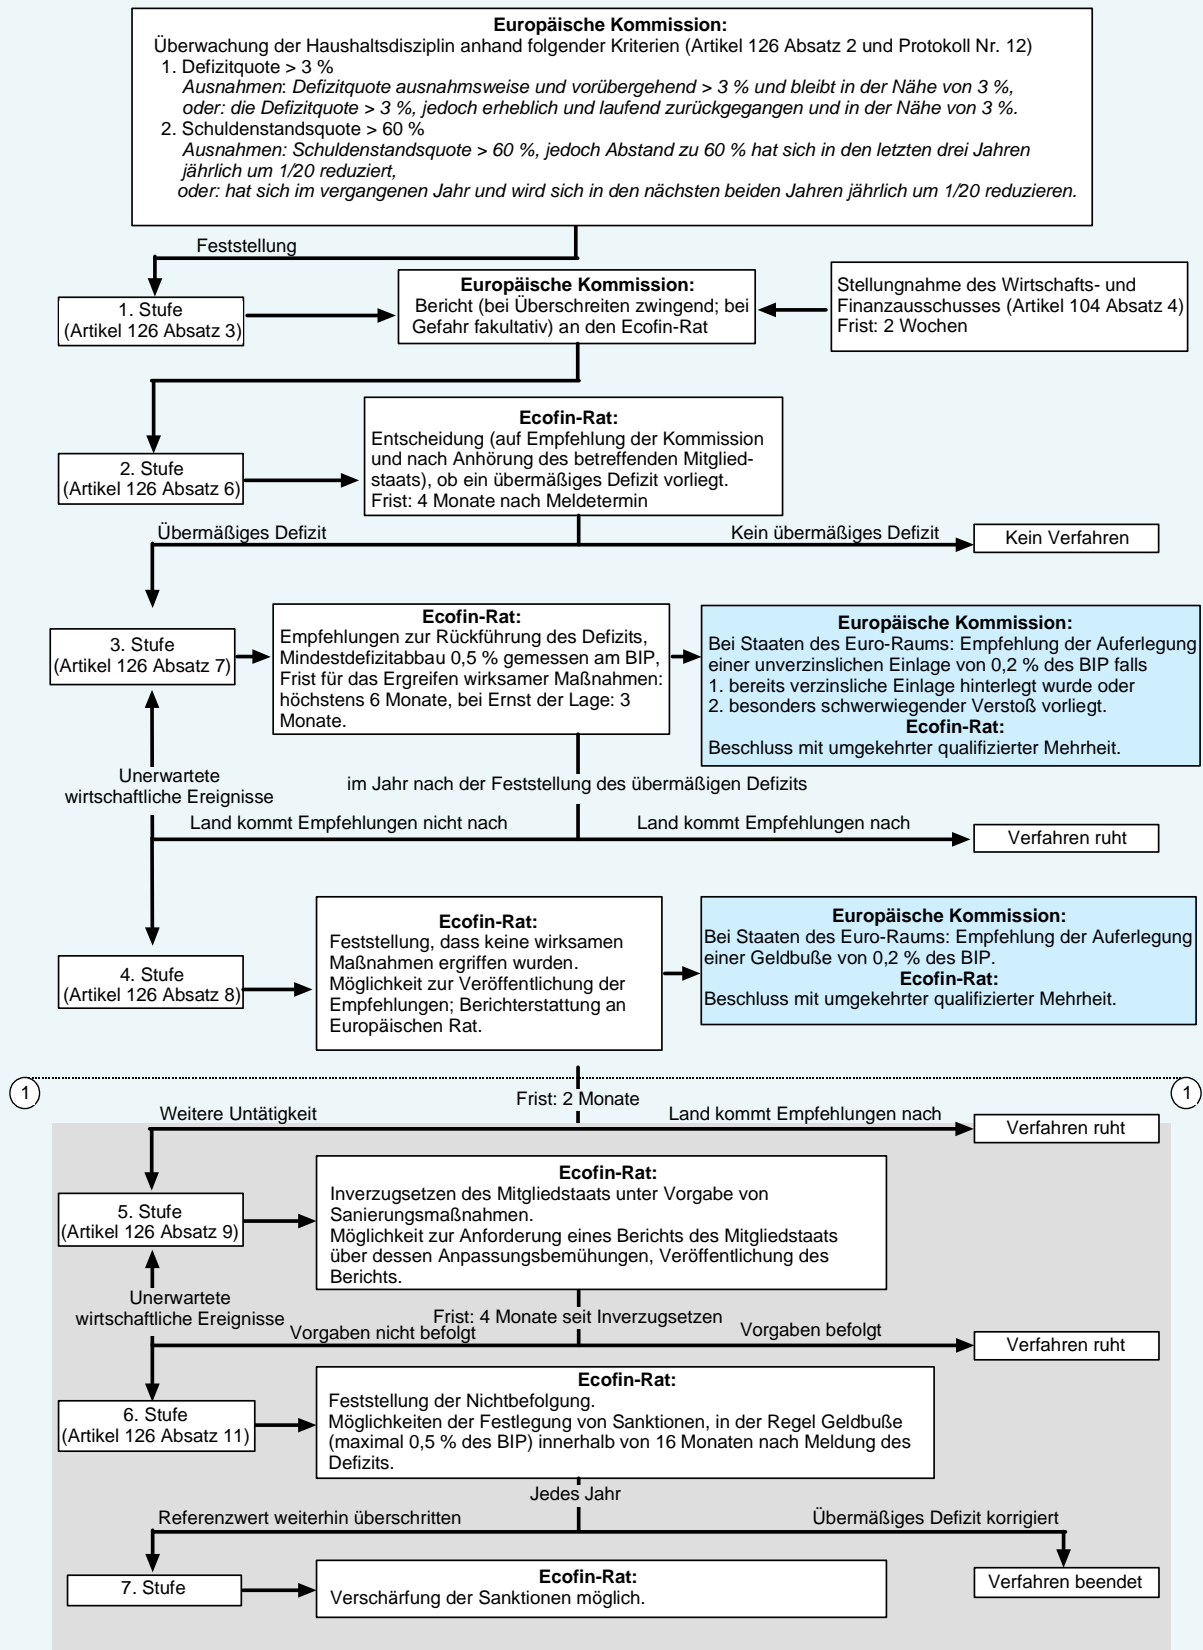 Europäische Kommission:
Überwachung der Haushaltsdisziplin anhand folgender Kriterien (Artikel 126 Absatz 2 und Protokoll Nr. 12)
1. Defizitquote > 3 %
Ausnahmen: Defizitquote ausnahmsweise und vorübergehend > 3 % und bleibt in der Nähe von 3 %,
oder: die Defizitquote > 3 %, jedoch erheblich und laufend zurückgegangen und in der Nähe von 3 %.
2. Schuldenstandsquote > 60 %
Ausnahmen: Schuldenstandsquote > 60 %, jedoch Abstand zu 60 % hat sich in den letzten drei Jahren
jährlich um 1/20 reduziert,
oder: hat sich im vergangenen Jahr und wird sich in den nächsten beiden Jahren jährlich um 1/20 reduzieren.
Feststellung
1. Stufe
(Artikel 126 Absatz 3)
Europäische Kommission:
Bericht (bei Überschreiten zwingend; bei
Gefahr fakultativ) an den Ecofin-Rat
Stellungnahme des Wirtschafts- und
Finanzausschusses (Artikel 104 Absatz 4)
Frist: 2 Wochen
2. Stufe
(Artikel 126 Absatz 6)
Ecofin-Rat:
Entscheidung (auf Empfehlung der Kommission
und nach Anhörung des betreffenden Mitglied-
staats), ob ein übermäßiges Defizit vorliegt.
Frist: 4 Monate nach Meldetermin
Übermäßiges Defizit
Kein übermäßiges Defizit
Kein Verfahren
3. Stufe
(Artikel 126 Absatz 7)
Ecofin-Rat:
Empfehlungen zur Rückführung des Defizits,
Mindestdefizitabbau 0,5 % gemessen am BIP,
Frist für das Ergreifen wirksamer Maßnahmen:
höchstens 6 Monate, bei Ernst der Lage: 3
Monate.
Europäische Kommission:
Bei Staaten des Euro-Raums: Empfehlung der Auferlegung
einer unverzinslichen Einlage von 0,2 % des BIP falls
1. bereits verzinsliche Einlage hinterlegt wurde oder
2. besonders schwerwiegender Verstoß vorliegt.
Ecofin-Rat:
Beschluss mit umgekehrter qualifizierter Mehrheit.
Unerwartete
wirtschaftliche Ereignisse
im Jahr nach der Feststellung des übermäßigen Defizits
Land kommt Empfehlungen nicht nach
Land kommt Empfehlungen nach
Verfahren ruht
4. Stufe
(Artikel 126 Absatz 8)
Ecofin-Rat:
Feststellung, dass keine wirksamen
Maßnahmen ergriffen wurden.
Möglichkeit zur Veröffentlichung der
Empfehlungen; Berichterstattung an
Europäischen Rat.
Europäische Kommission:
Bei Staaten des Euro-Raums: Empfehlung der Auferlegung
einer Geldbuße von 0,2 % des BIP.
Ecofin-Rat:
Beschluss mit umgekehrter qualifizierter Mehrheit.
1
1
Frist: 2 Monate
Weitere Untätigkeit
Land kommt Empfehlungen nach
Verfahren ruht
5. Stufe
(Artikel 126 Absatz 9)
Ecofin-Rat:
Inverzugsetzen des Mitgliedstaats unter Vorgabe von
Sanierungsmaßnahmen.
Möglichkeit zur Anforderung eines Berichts des Mitgliedstaats
über dessen Anpassungsbemühungen, Veröffentlichung des
Berichts.
Unerwartete
wirtschaftliche Ereignisse
Frist: 4 Monate seit Inverzugsetzen
Vorgaben nicht befolgt
Vorgaben befolgt
Verfahren ruht
6. Stufe
(Artikel 126 Absatz 11)
Ecofin-Rat:
Feststellung der Nichtbefolgung.
Möglichkeiten der Festlegung von Sanktionen, in der Regel Geldbuße
(maximal 0,5 % des BIP) innerhalb von 16 Monaten nach Meldung des
Defizits.
Jedes Jahr
Referenzwert weiterhin überschritten
Übermäßiges Defizit korrigiert
7. Stufe
Ecofin-Rat:
Verschärfung der Sanktionen möglich.
Verfahren beendet